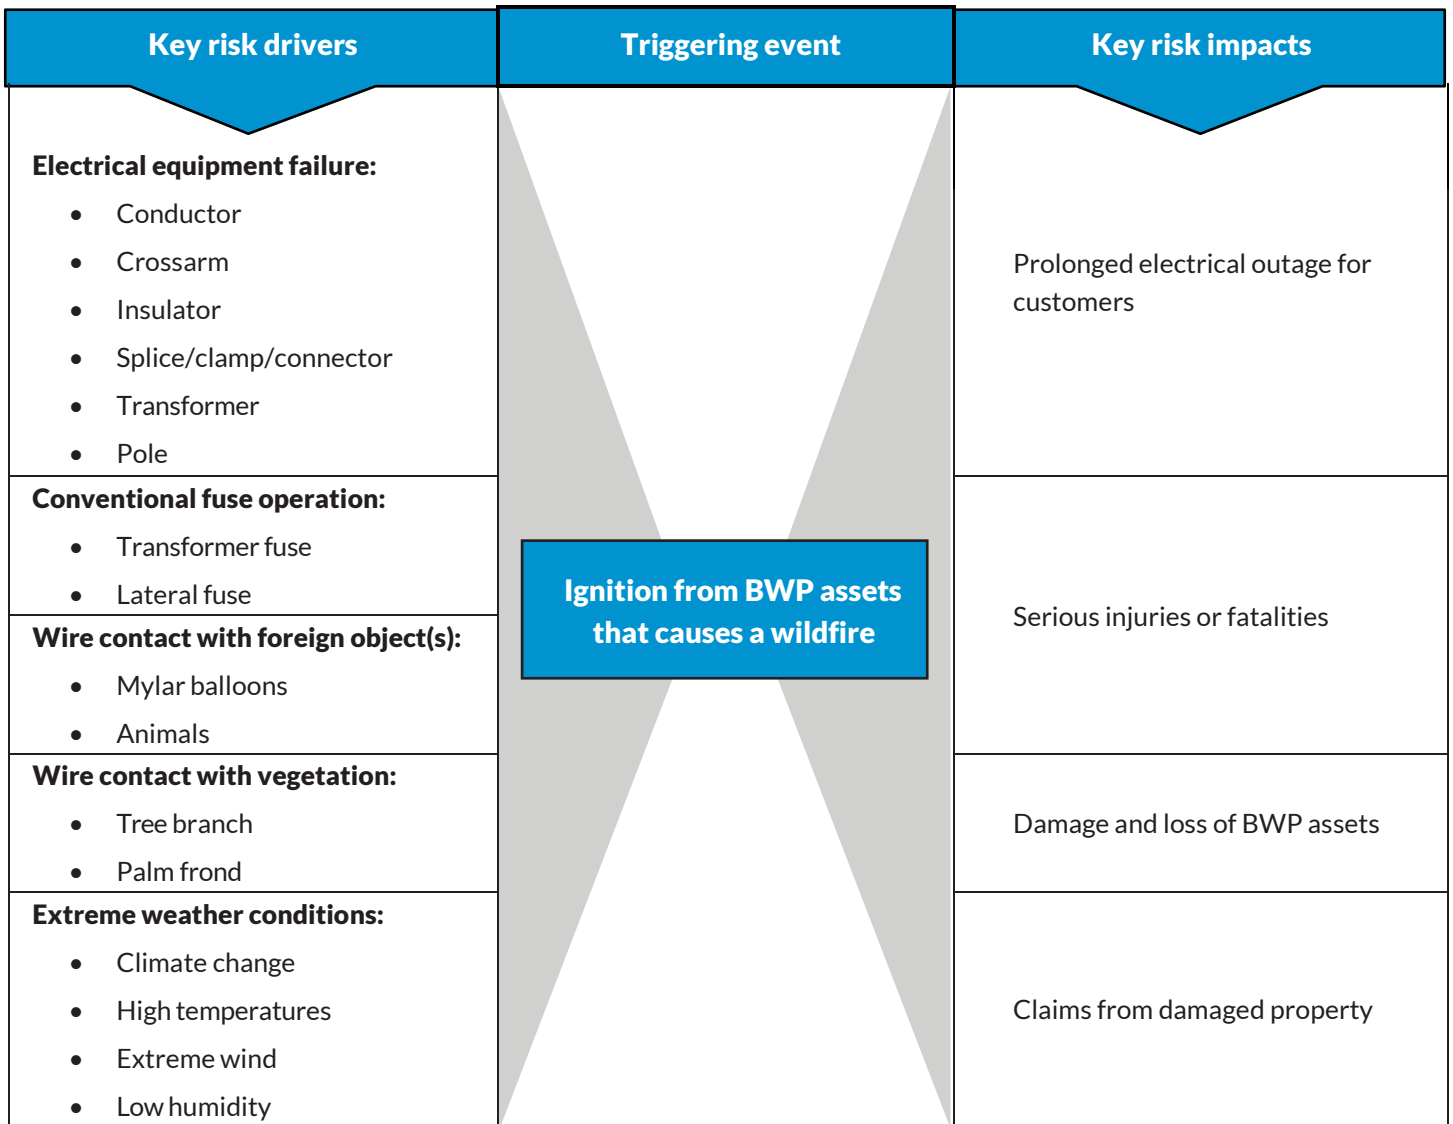 Key risk drivers
Triggering event
Key risk impacts
Electrical equipment failure:
• Conductor
• Crossarm
• Insulator
• Splice/clamp/connector
• Transformer
• Pole
Conventional fuse operation:
• Transformer fuse
• Lateral fuse
Wire contact with foreign object(s):
• Mylar balloons
• Animals
Wire contact with vegetation:
• Tree branch
• Palm frond
Extreme weather conditions:
• Climate change
• High temperatures
• Extreme wind
• Low humidity
Ignition from BWP assets
that causes a wildfire
Prolonged electrical outage for
customers
Serious injuries or fatalities
Damage and loss of BWP assets
Claims from damaged property